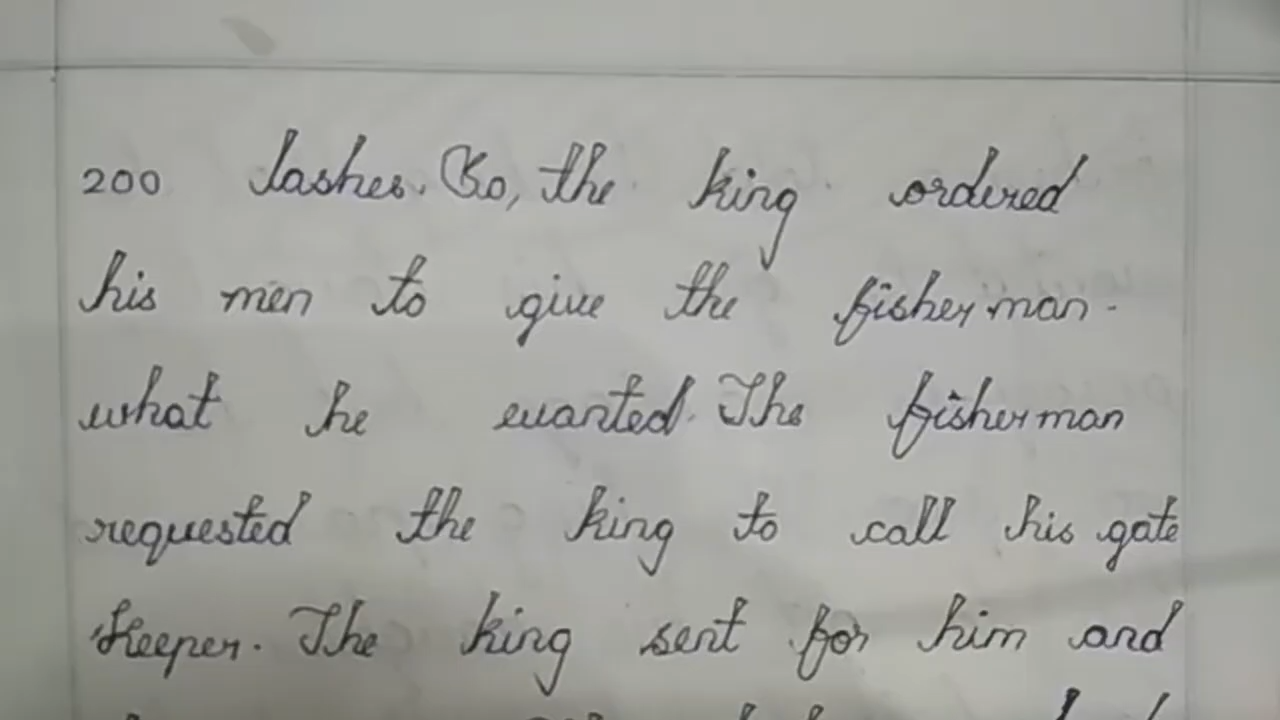 200 lashes. So, the king ordered
his men to give the fisherman.
what he wanted. The fisherman
requested the king to call his gate
keeper. The king sent for him and